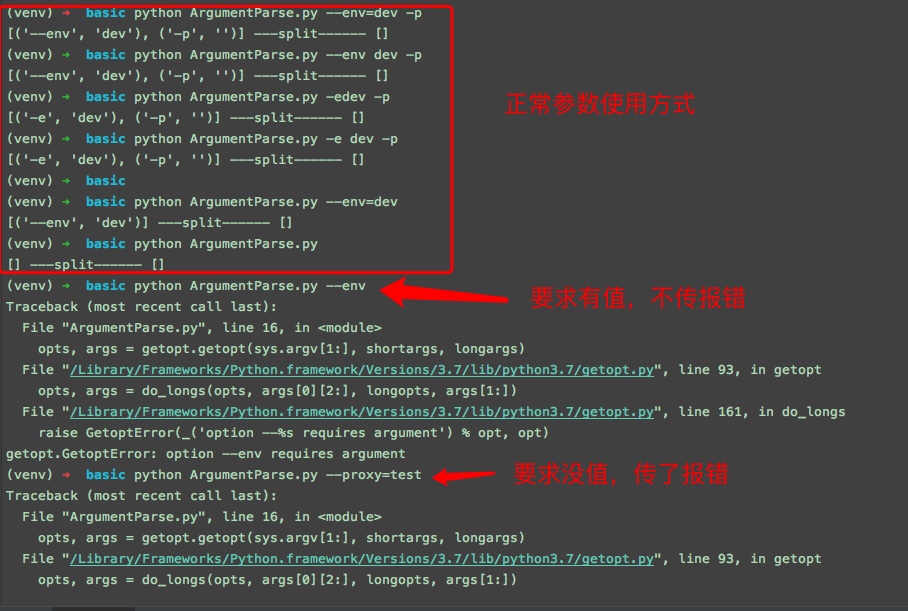 (venv) → basic python ArgumentParse.py --env=dev -p
[('--env', 'dev'), ('-p', '')] ---split------ []
(venv) → basic python ArgumentParse.py --env dev -p
[('--env', 'dev'), ('-p', '')] ---split------ []
(venv) → basic python ArgumentParse.py -edev -p
正常参数使用方式
[('-e', 'dev'), ('-p', '')] ---split------ []
(venv) → basic python ArgumentParse.py -e dev -p
[('-e', 'dev'), ('-p', '')] ---split------ []
(venv) → basic
(venv) → basic python ArgumentParse.py --env=dev
[('--env', 'dev')] ---split------ []
(venv) → basic python ArgumentParse.py
[] ---split------ []
(venv) → basic python ArgumentParse.py --env
要求有值，不传报错
Traceback (most recent call last):
  File "ArgumentParse.py", line 16, in <module>
    opts, args = getopt.getopt(sys.argv[1:], shortargs, longargs)
  File "/Library/Frameworks/Python.framework/Versions/3.7/lib/python3.7/getopt.py", line 93, in getopt
    opts, args = do_longs(opts, args[0][2:], longopts, args[1:])
  File "/Library/Frameworks/Python.framework/Versions/3.7/lib/python3.7/getopt.py", line 161, in do_longs
    raise GetoptError(_('option --%s requires argument') % opt, opt)
getopt.GetoptError: option --env requires argument
(venv) → basic python ArgumentParse.py --proxy=test
要求没值，传了报错
Traceback (most recent call last):
  File "ArgumentParse.py", line 16, in <module>
    opts, args = getopt.getopt(sys.argv[1:], shortargs, longargs)
  File "/Library/Frameworks/Python.framework/Versions/3.7/lib/python3.7/getopt.py", line 93, in getopt
    opts, args = do_longs(opts, args[0][2:], longopts, args[1:])